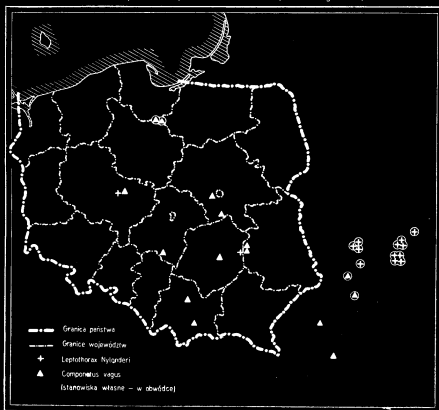 Granica państwa
Granice województw
Leptothorax Nylanderi
Camponotus vagus
(stanowiska własne – w obwódce)